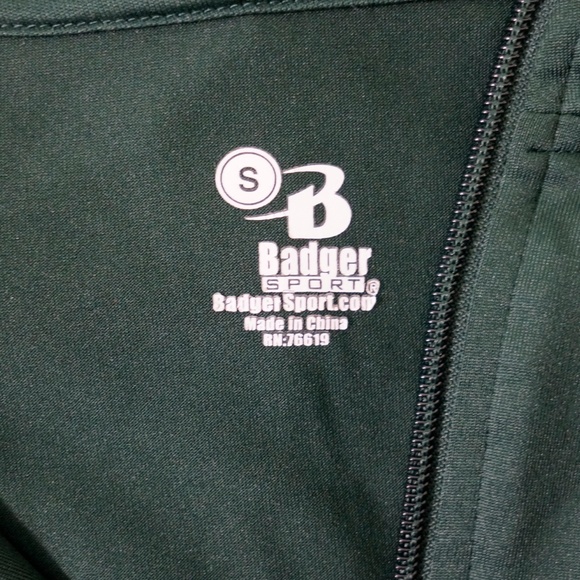 S
B
Badger
SPORT®
BadgerSport.com
Made in China
RN:76619